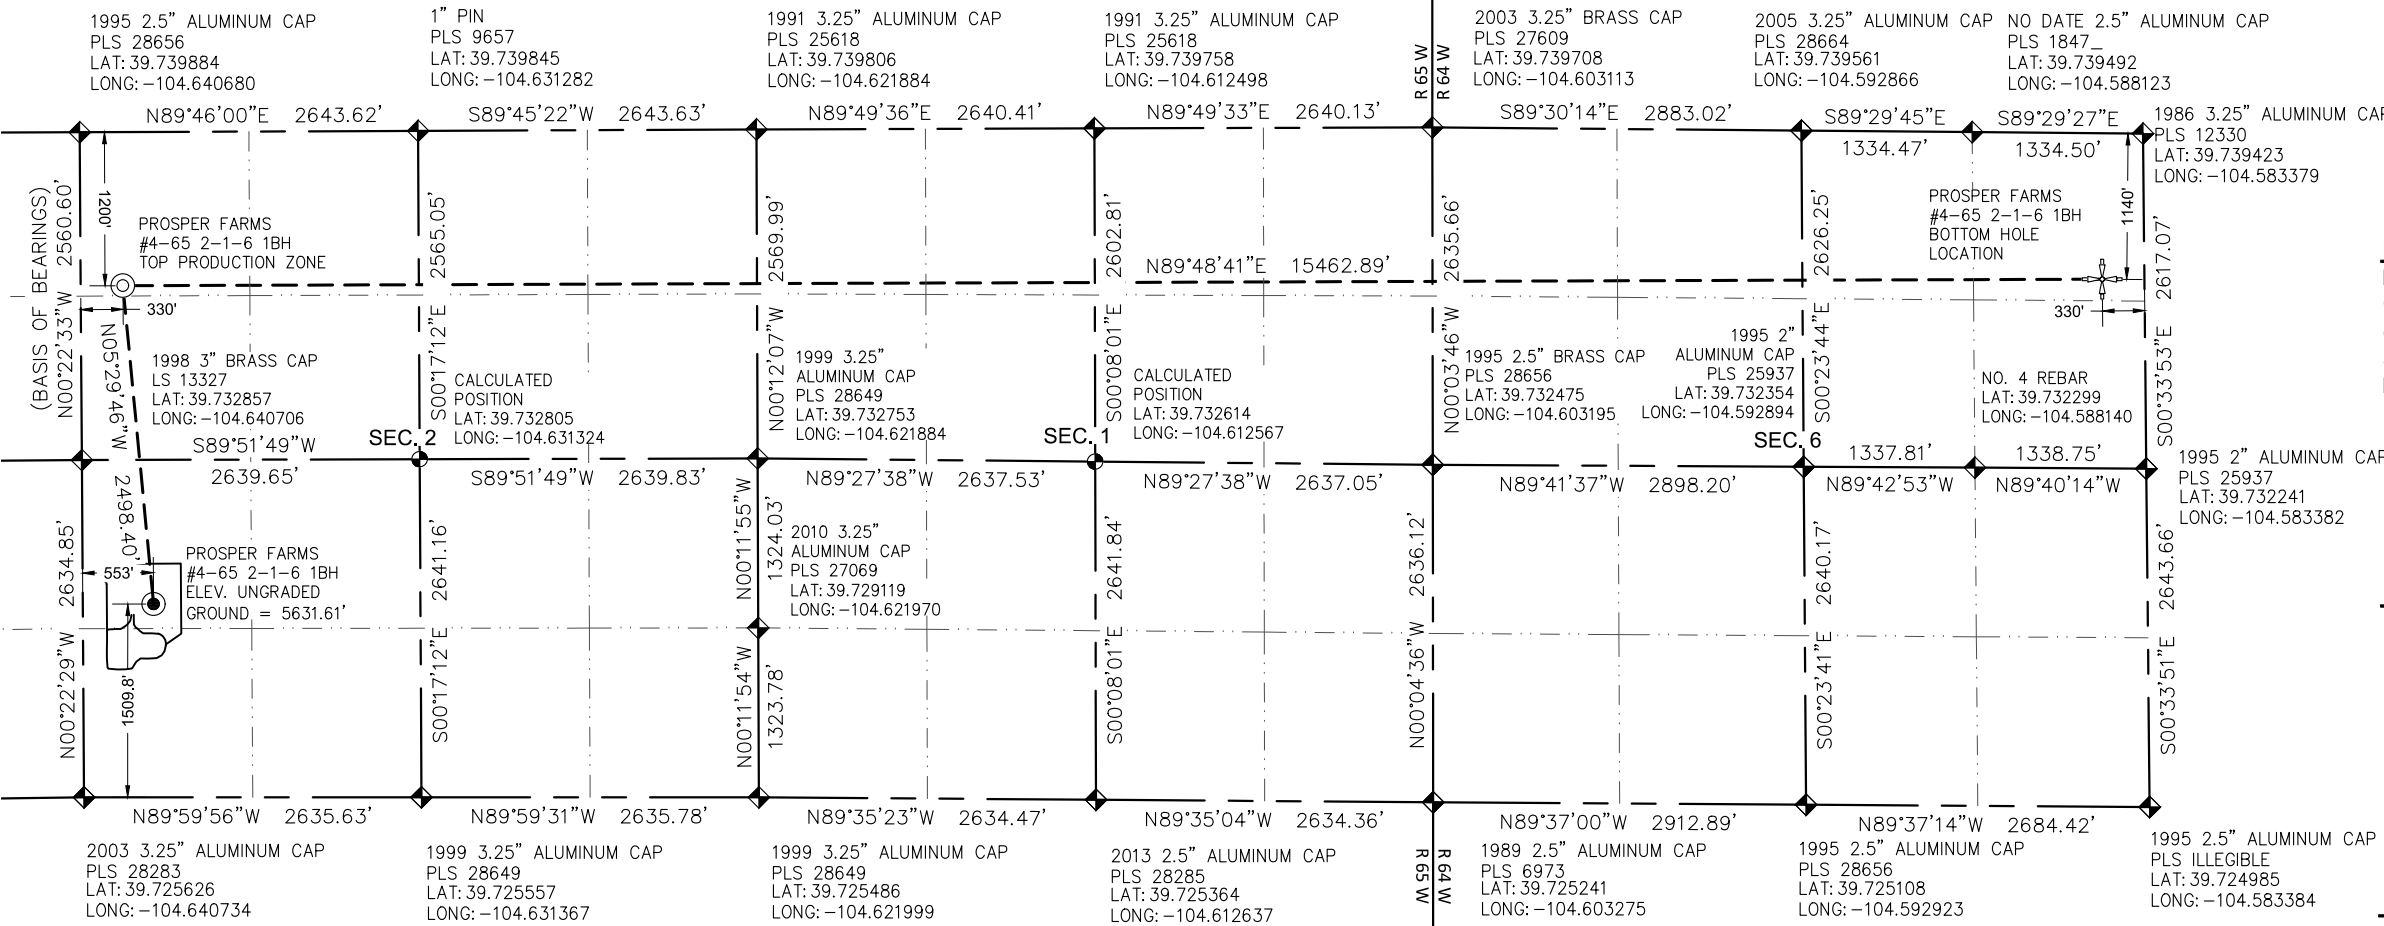 1995 2.5” ALUMINUM CAP
PLS 28656
LAT: 39.739884
LONG: –104.640680
1” PIN
PLS 9657
LAT: 39.739845
LONG: –104.631282
1991 3.25” ALUMINUM CAP
PLS 25618
LAT: 39.739806
LONG: –104.621884
1991 3.25” ALUMINUM CAP
PLS 25618
LAT: 39.739758
LONG: –104.612498
R 65 W
R 64 W
2003 3.25” BRASS CAP
PLS 27609
LAT: 39.739708
LONG: –104.603113
2005 3.25” ALUMINUM CAP
PLS 28664
LAT: 39.739561
LONG: –104.592866
NO DATE 2.5” ALUMINUM CAP
PLS 1847_
LAT: 39.739492
LONG: –104.588123
1986 3.25” ALUMINUM CAP
PLS 12330
LAT: 39.739423
LONG: –104.583379
N89°46’00”E 2643.62’
S89°45’22”W 2643.63’
N89°49’36”E 2640.41’
N89°49’33”E 2640.13’
S89°30’14”E 2883.02’
S89°29’45”E
1334.47’
S89°29’27”E
1334.50’
(BASIS OF BEARINGS)
N00°22’33”W 2560.60’
1200’
PROSPER FARMS
#4–65 2–1–6 1BH
TOP PRODUCTION ZONE
330’
S00°17’12”E 2565.05’
N00°12’07”W 2569.99’
S00°08’01”E 2602.81’
N89°48’41”E 15462.89’
N00°03’46”W 2635.66’
S00°23’44”E 2626.25’
PROSPER FARMS
#4–65 2–1–6 1BH
BOTTOM HOLE
LOCATION
1140’
330’
S00°33’53”E 2617.07’
N05°29’46”W 2498.40’
1998 3” BRASS CAP
LS 13327
LAT: 39.732857
LONG: –104.640706
CALCULATED
POSITION
LAT: 39.732805
LONG: –104.631324
1999 3.25”
ALUMINUM CAP
PLS 28649
LAT: 39.732753
LONG: –104.621884
CALCULATED
POSITION
LAT: 39.732614
LONG: –104.612567
1995 2.5” BRASS CAP
PLS 28656
LAT: 39.732475
LONG: –104.603195
1995 2”
ALUMINUM CAP
PLS 25937
LAT: 39.732354
LONG: –104.592894
NO. 4 REBAR
LAT: 39.732299
LONG: –104.588140
1995 2” ALUMINUM CAP
PLS 25937
LAT: 39.732241
LONG: –104.583382
SEC. 2
SEC. 1
SEC. 6
S89°51’49”W
2639.65’
S89°51’49”W 2639.83’
N89°27’38”W 2637.53’
N89°27’38”W 2637.05’
N89°41’37”W 2898.20’
1337.81’
N89°42’53”W
1338.75’
N89°40’14”W
N00°22’29”W 2634.85’
553’
1509.8’
PROSPER FARMS
#4–65 2–1–6 1BH
ELEV. UNGRADED
GROUND = 5631.61’
S00°17’12”E 2641.16’
N00°11’55”W
1324.03’
2010 3.25”
ALUMINUM CAP
PLS 27069
LAT: 39.729119
LONG: –104.621970
N00°11’54”W
1323.78’
S00°08’01”E 2641.84’
N00°04’36”W 2636.12’
S00°23’41”E 2640.17’
S00°33’51”E 2643.66’
N89°59’56”W 2635.63’
N89°59’31”W 2635.78’
N89°35’23”W 2634.47’
N89°35’04”W 2634.36’
N89°37’00”W 2912.89’
N89°37’14”W 2684.42’
2003 3.25” ALUMINUM CAP
PLS 28283
LAT: 39.725626
LONG: –104.640734
1999 3.25” ALUMINUM CAP
PLS 28649
LAT: 39.725557
LONG: –104.631367
1999 3.25” ALUMINUM CAP
PLS 28649
LAT: 39.725486
LONG: –104.621999
2013 2.5” ALUMINUM CAP
PLS 28285
LAT: 39.725364
LONG: –104.612637
R 65 W
R 64 W
1989 2.5” ALUMINUM CAP
PLS 6973
LAT: 39.725241
LONG: –104.603275
1995 2.5” ALUMINUM CAP
PLS 28656
LAT: 39.725108
LONG: –104.592923
1995 2.5” ALUMINUM CAP
PLS ILLEGIBLE
LAT: 39.724985
LONG: –104.583384